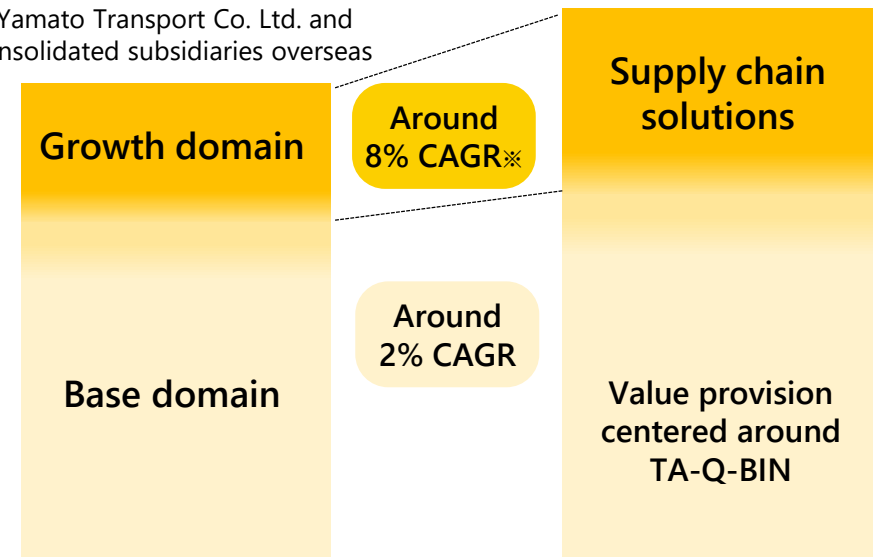 Yamato Transport Co. Ltd. and
nsolidated subsidiaries overseas
Growth domain
Around
8% CAGR※
Supply chain
solutions
Around
2% CAGR
Base domain
Value provision
centered around
TA-Q-BIN